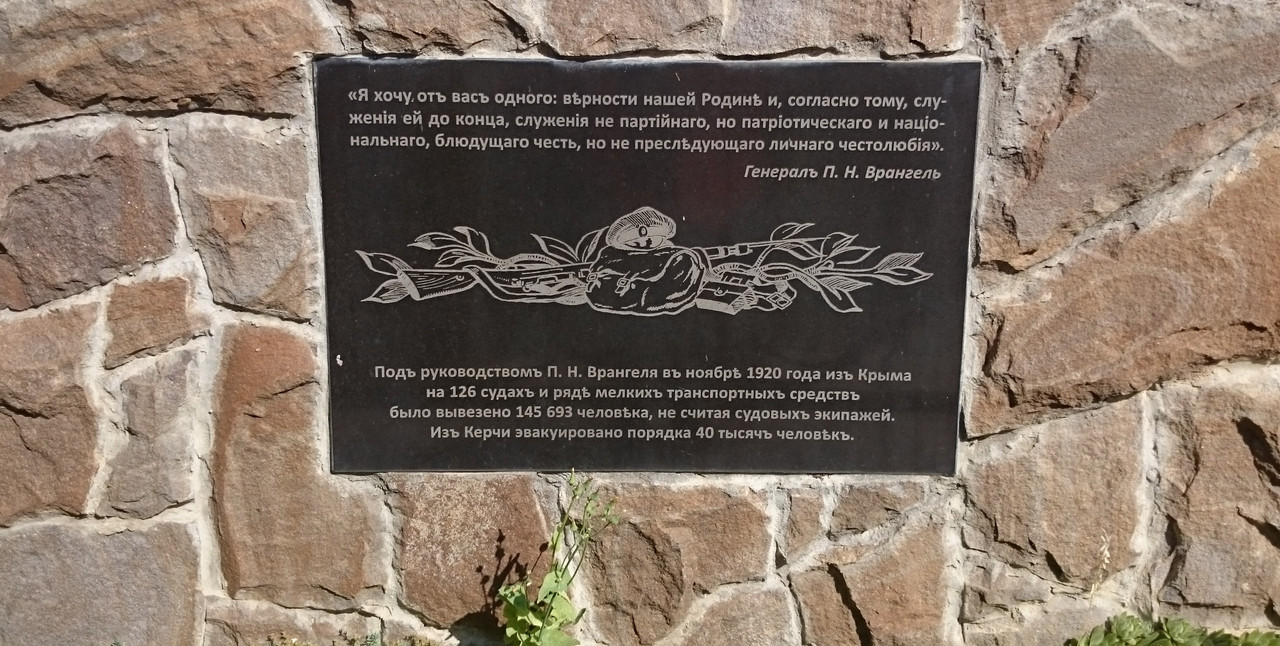 «Я хочу отъ васъ одного: вѣрности нашей Родинѣ и, согласно тому, слу-
женія ей до конца, служенія не партійнаго, но патріотическаго и націо-
нальнаго, блюдущаго честь, но не преслѣдующаго личнаго честолюбія».
Генералъ П. Н. Врангель
Подъ руководствомъ П. Н. Врангеля въ ноябрѣ 1920 года изъ Крыма
на 126 судахъ и рядѣ мелкихъ транспортныхъ средствъ
было вывезено 145 693 человѣка, не считая судовыхъ экипажей.
Изъ Керчи эвакуировано порядка 40 тысячъ человѣкъ.